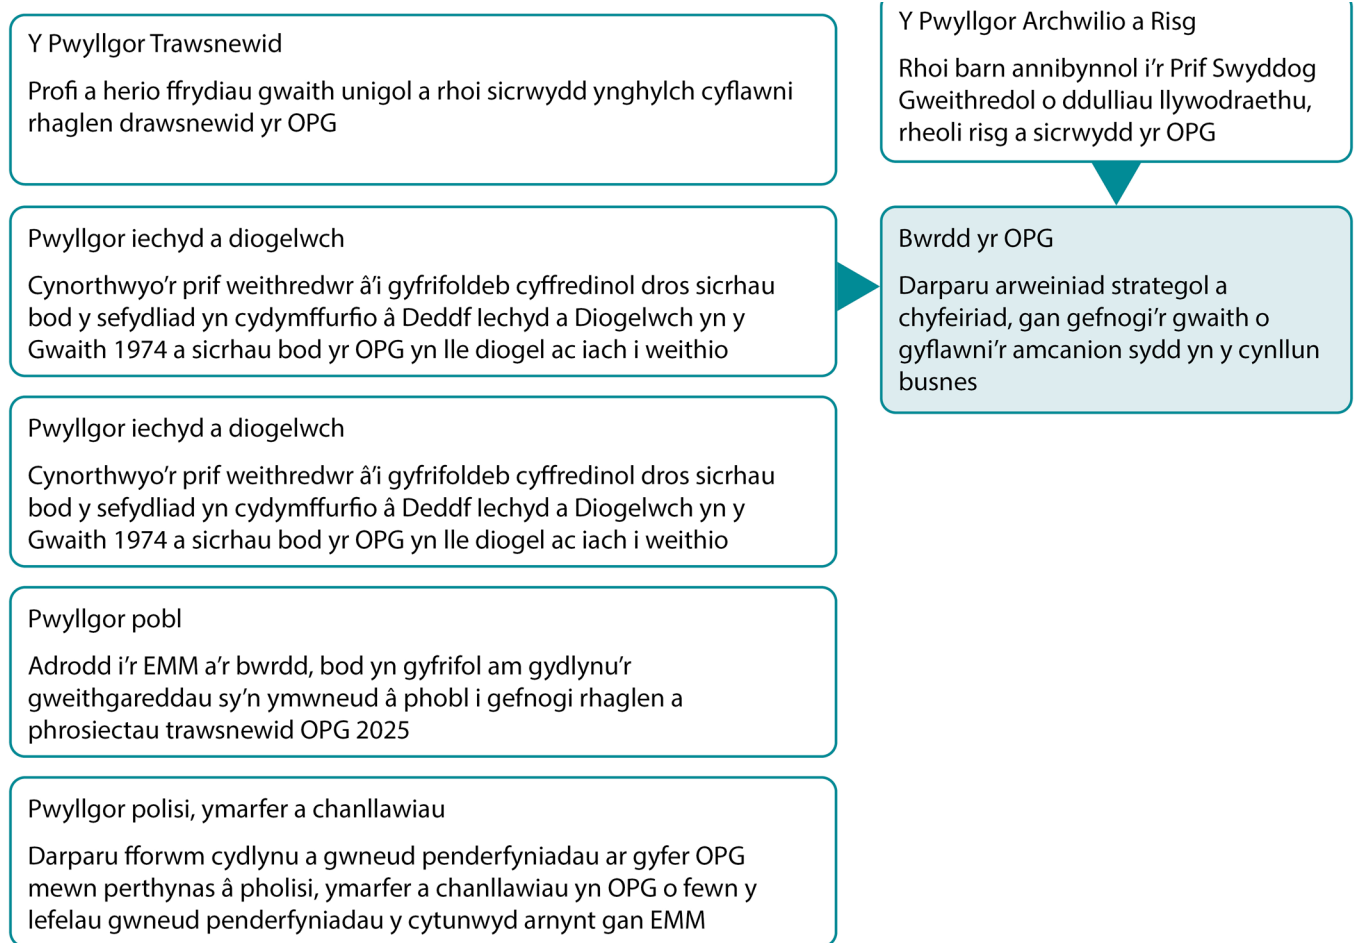 Y Pwyllgor Trawsnewid
Profi a herio ffrydiau gwaith unigol a rhoi sicrwydd ynghylch cyflawni
rhaglen drawsnewid yr OPG
Pwyllgor iechyd a diogelwch
Cynorthwyo’r prif weithredwr â’i gyfrifoldeb cyffredinol dros sicrhau
bod y sefydliad yn cydymffurfio â Deddf Iechyd a Diogelwch yn y
Gwaith 1974 a sicrhau bod yr OPG yn lle diogel ac iach i weithio
Pwyllgor iechyd a diogelwch
Cynorthwyo’r prif weithredwr â’i gyfrifoldeb cyffredinol dros sicrhau
bod y sefydliad yn cydymffurfio â Deddf Iechyd a Diogelwch yn y
Gwaith 1974 a sicrhau bod yr OPG yn lle diogel ac iach i weithio
Pwyllgor pobl
Adrodd i’r EMM a’r bwrdd, bod yn gyfrifol am gydlynu’r
gweithgareddau sy’n ymwneud â phobl i gefnogi rhaglen a
phrosiectau trawsnewid OPG 2025
Pwyllgor polisi, ymarfer a chanllawiau
Darparu fforwm cydlynu a gwneud penderfyniadau ar gyfer OPG
mewn perthynas â pholisi, ymarfer a chanllawiau yn OPG o fewn y
lefelau gwneud penderfyniadau y cytunwyd arnynt gan EMM
Y Pwyllgor Archwilio a Risg
Rhoi barn annibynnol i’r Prif Swyddog
Gweithredol o ddulliau llywodraethu,
rheoli risg a sicrwydd yr OPG
Bwrdd yr OPG
Darparu arweiniad strategol a
chyfeiriad, gan gefnogi’r gwaith o
gyflawni’r amcanion sydd yn y cynllun
busnes